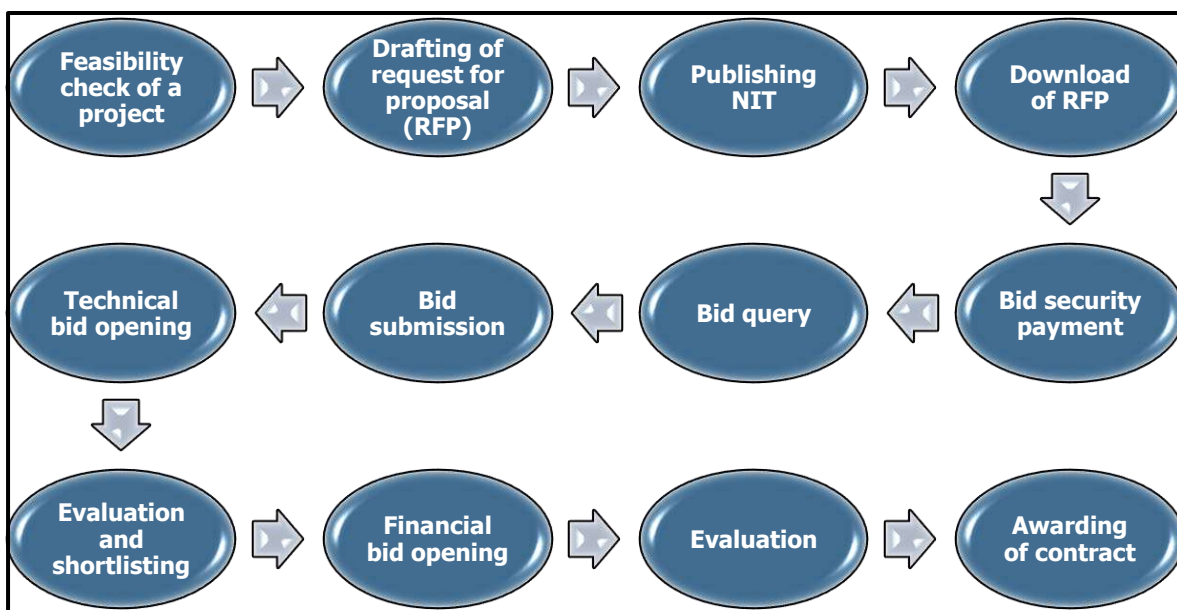 Feasibility
check of a
project
Drafting of
request for
proposal
(RFP)
Publishing
NIT
Download
of RFP
Bid security
payment
Bid query
Bid
submission
Technical
bid opening
Evaluation
and
shortlisting
Financial
bid opening
Evaluation
Awarding
of contract